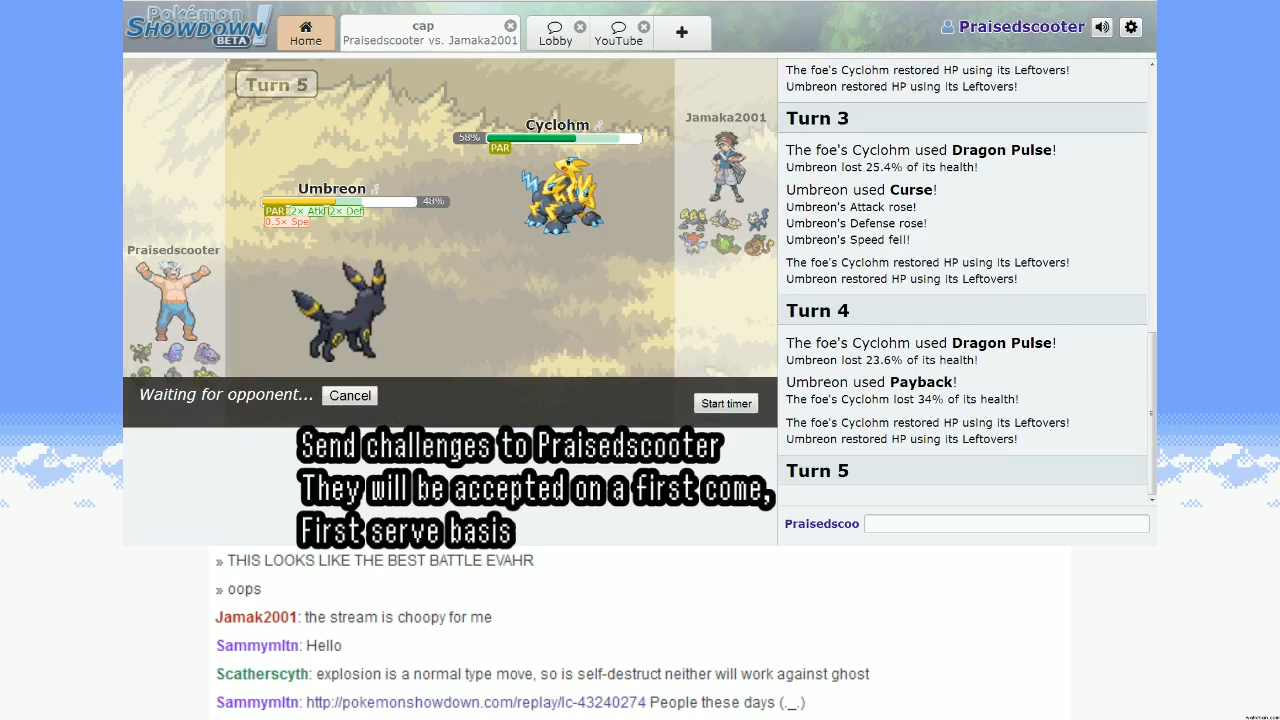 Pokémon
SHOWDOWN!
BETA
Home
cap
Praisedscooter vs. Jamaka2001
Lobby
YouTube
Praisedscooter
Turn 5
Cyclohm
58%
PAR
Umbreon
48%
PAR 2× Atk 2× Def
0.5× Spe
Praisedscooter
Jamaka2001
Waiting for opponent... Cancel
Start timer
The foe's Cyclohm restored HP using its Leftovers!
Umbreon restored HP using its Leftovers!
Turn 3
The foe's Cyclohm used Dragon Pulse!
Umbreon lost 25.4% of its health!
Umbreon used Curse!
Umbreon's Attack rose!
Umbreon's Defense rose!
Umbreon's Speed fell!
The foe's Cyclohm restored HP using its Leftovers!
Umbreon restored HP using its Leftovers!
Turn 4
The foe's Cyclohm used Dragon Pulse!
Umbreon lost 23.6% of its health!
Umbreon used Payback!
The foe's Cyclohm lost 34% of its health!
The foe's Cyclohm restored HP using its Leftovers!
Umbreon restored HP using its Leftovers!
Turn 5
Praisedscoo
Send challenges to Praisedscooter
They will be accepted on a first come,
First serve basis
» THIS LOOKS LIKE THE BEST BATTLE EVAHR
» oops
Jamak2001: the stream is choopy for me
Sammymltn: Hello
Scatherscyth: explosion is a normal type move, so is self-destruct neither will work against ghost
Sammymltn: http://pokemonshowdown.com/replay/lc-43240274 People these days (._.)
wallchan.com